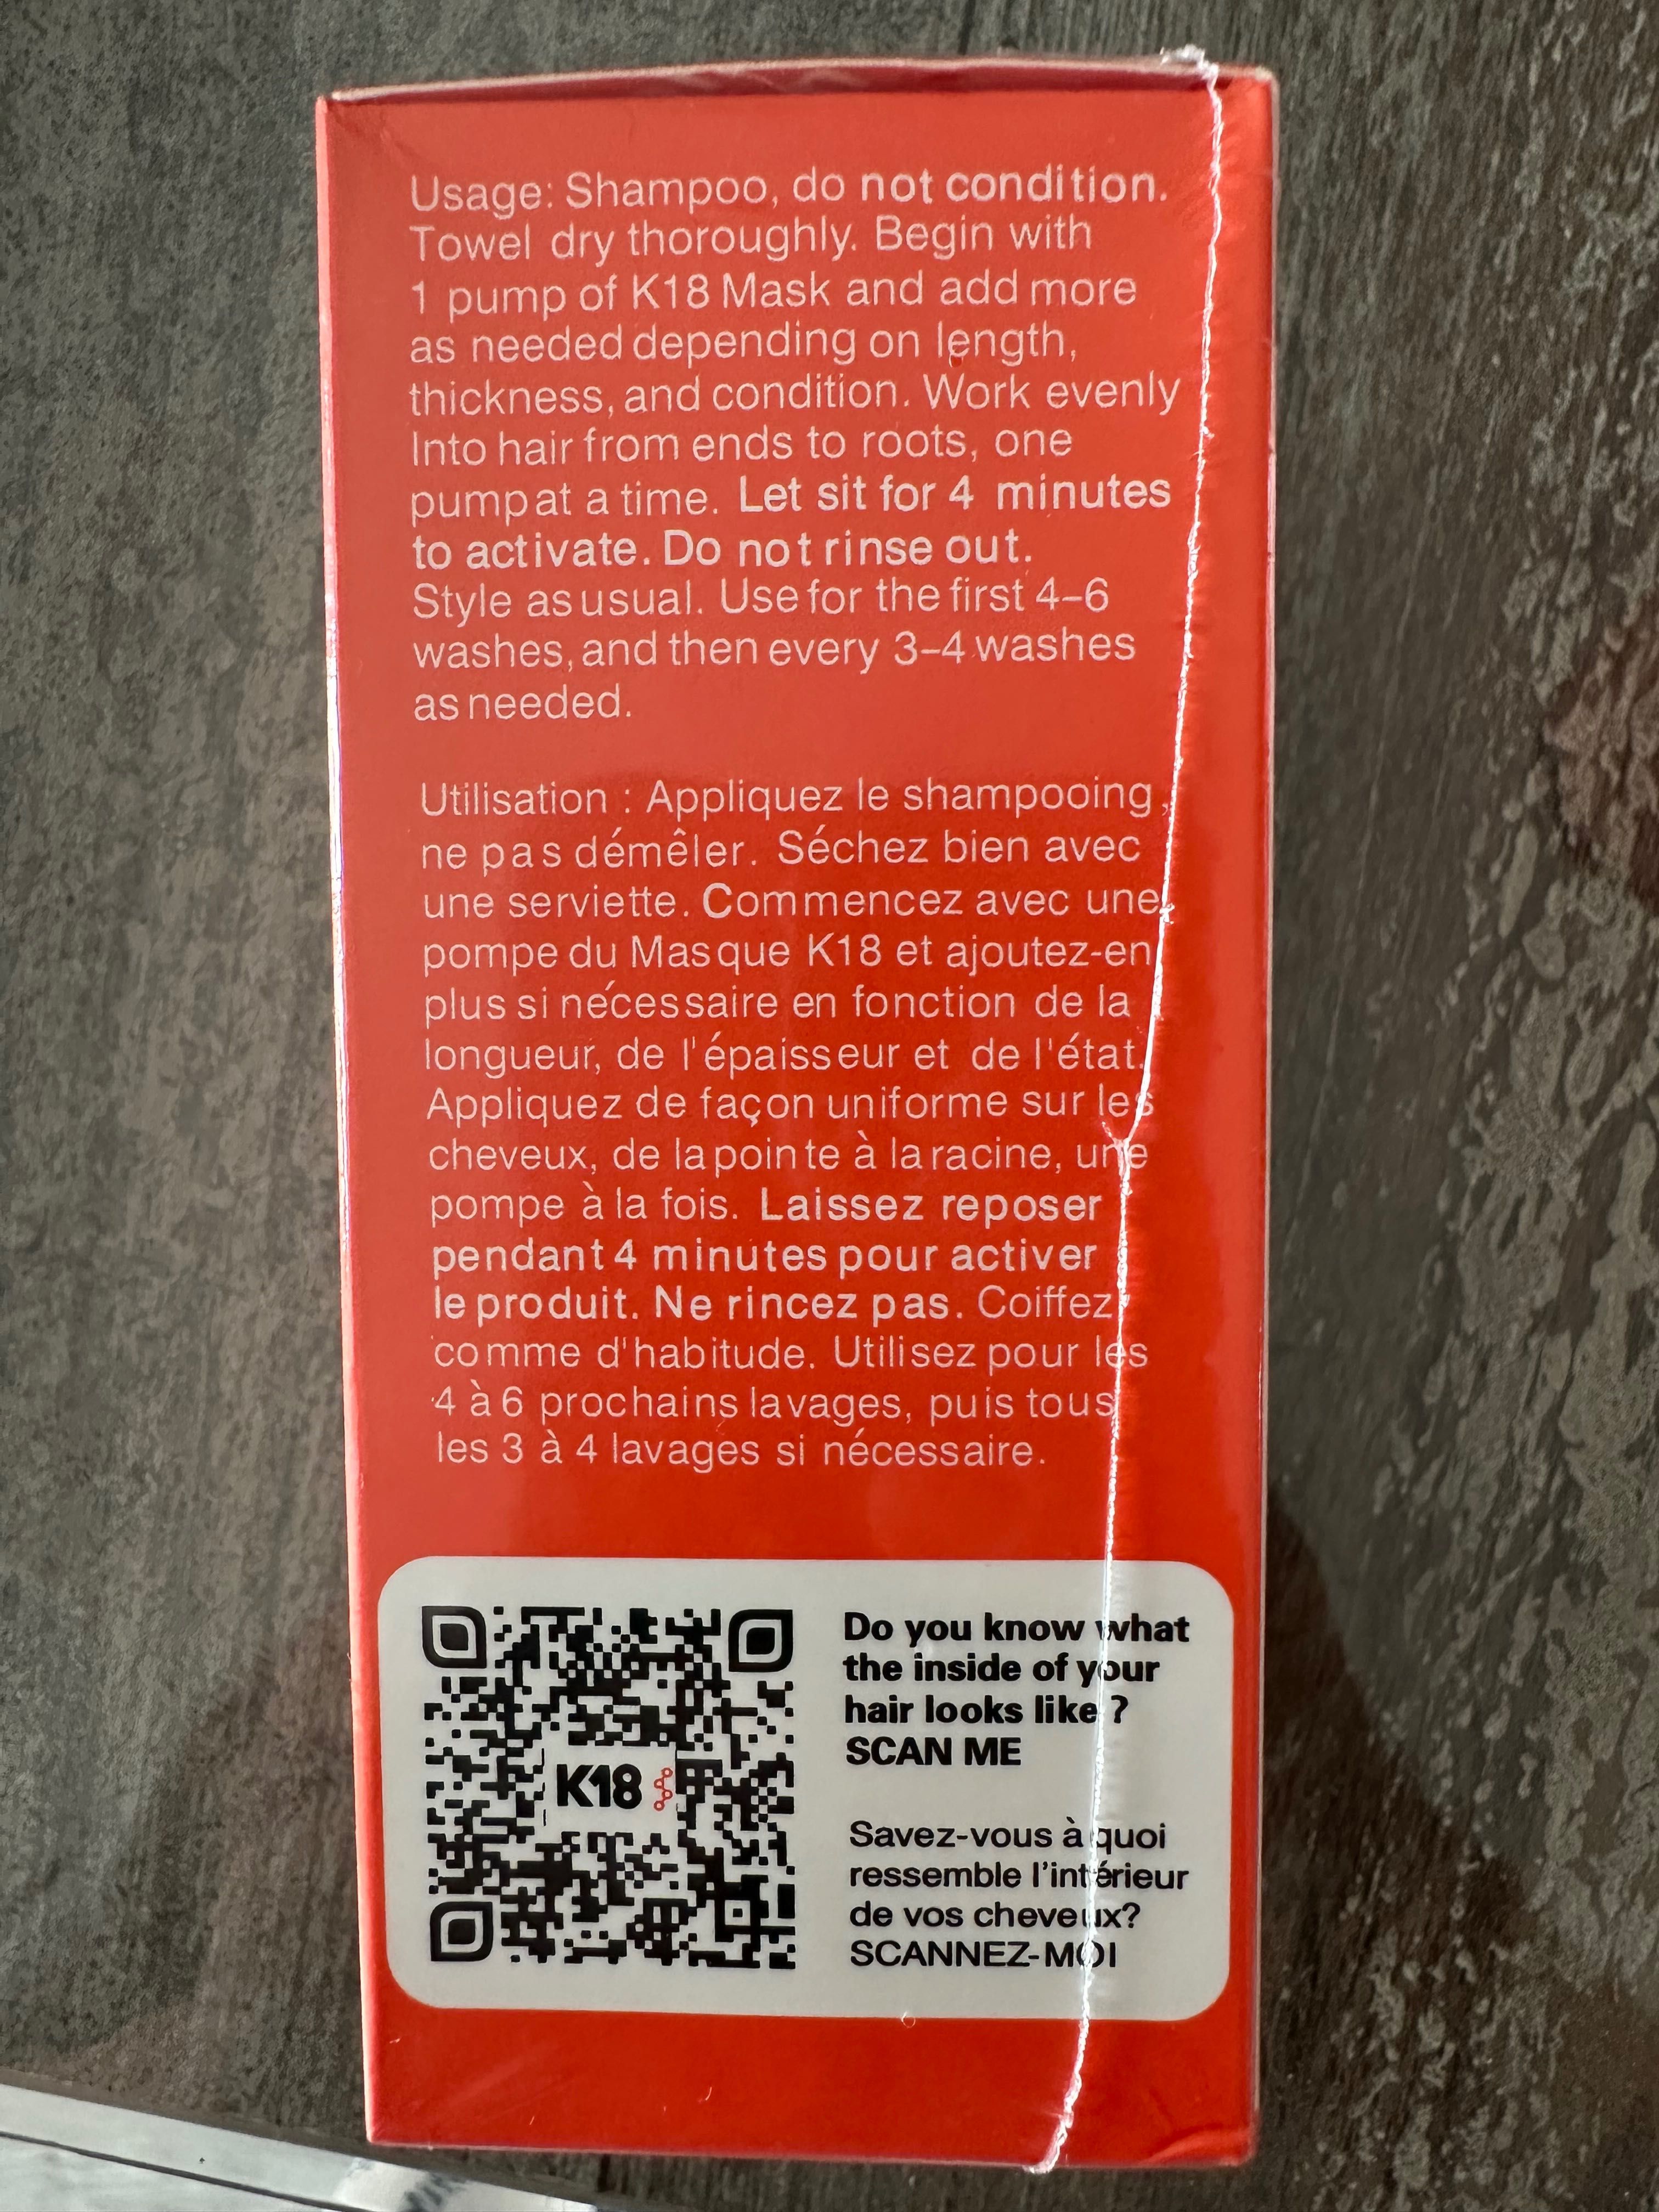 Usage: Shampoo, do not condition.
Towel dry thoroughly. Begin with
1 pump of K18 Mask and add more
as needed depending on length,
thickness, and condition. Work evenly
Into hair from ends to roots, one
pump at a time. Let sit for 4 minutes
to activate. Do not rinse out.
Style as usual. Use for the first 4–6
washes, and then every 3–4 washes
as needed.
Utilisation : Appliquez le shampooing,
ne pas démêler. Séchez bien avec
une serviette. Commencez avec une
pompe du Masque K18 et ajoutez-en
plus si nécessaire en fonction de la
longueur, de l'épaisseur et de l'état.
Appliquez de façon uniforme sur les
cheveux, de la pointe à la racine, une
pompe à la fois. Laissez reposer
pendant 4 minutes pour activer
le produit. Ne rincez pas. Coiffez
comme d'habitude. Utilisez pour les
4 à 6 prochains lavages, puis tous
les 3 à 4 lavages si nécessaire.
K18
Do you know what
the inside of your
hair looks like ?
SCAN ME
Savez-vous à quoi
ressemble l'intérieur
de vos cheveux?
SCANNEZ-MOI